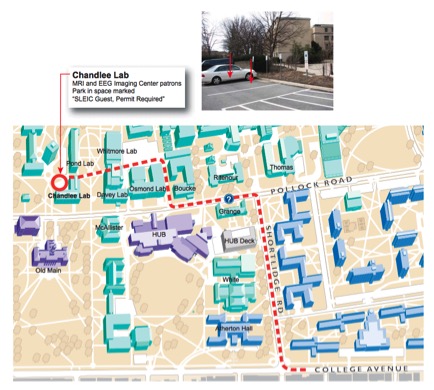 Chandlee Lab
MRI and EEG Imaging Center patrons
Park in space marked
"SLEIC Guest, Permit Required"
Whitmore Lab
Pond Lab
Thomas
Ritenour
Chandlee Lab
Davey Lab
Osmond Lab
Boucke
POLLOCK ROAD
?
Grange
McAllister
HUB
HUB Deck
SHORTLIDGE RD
Old Main
White
Atherton Hall
COLLEGE AVENUE